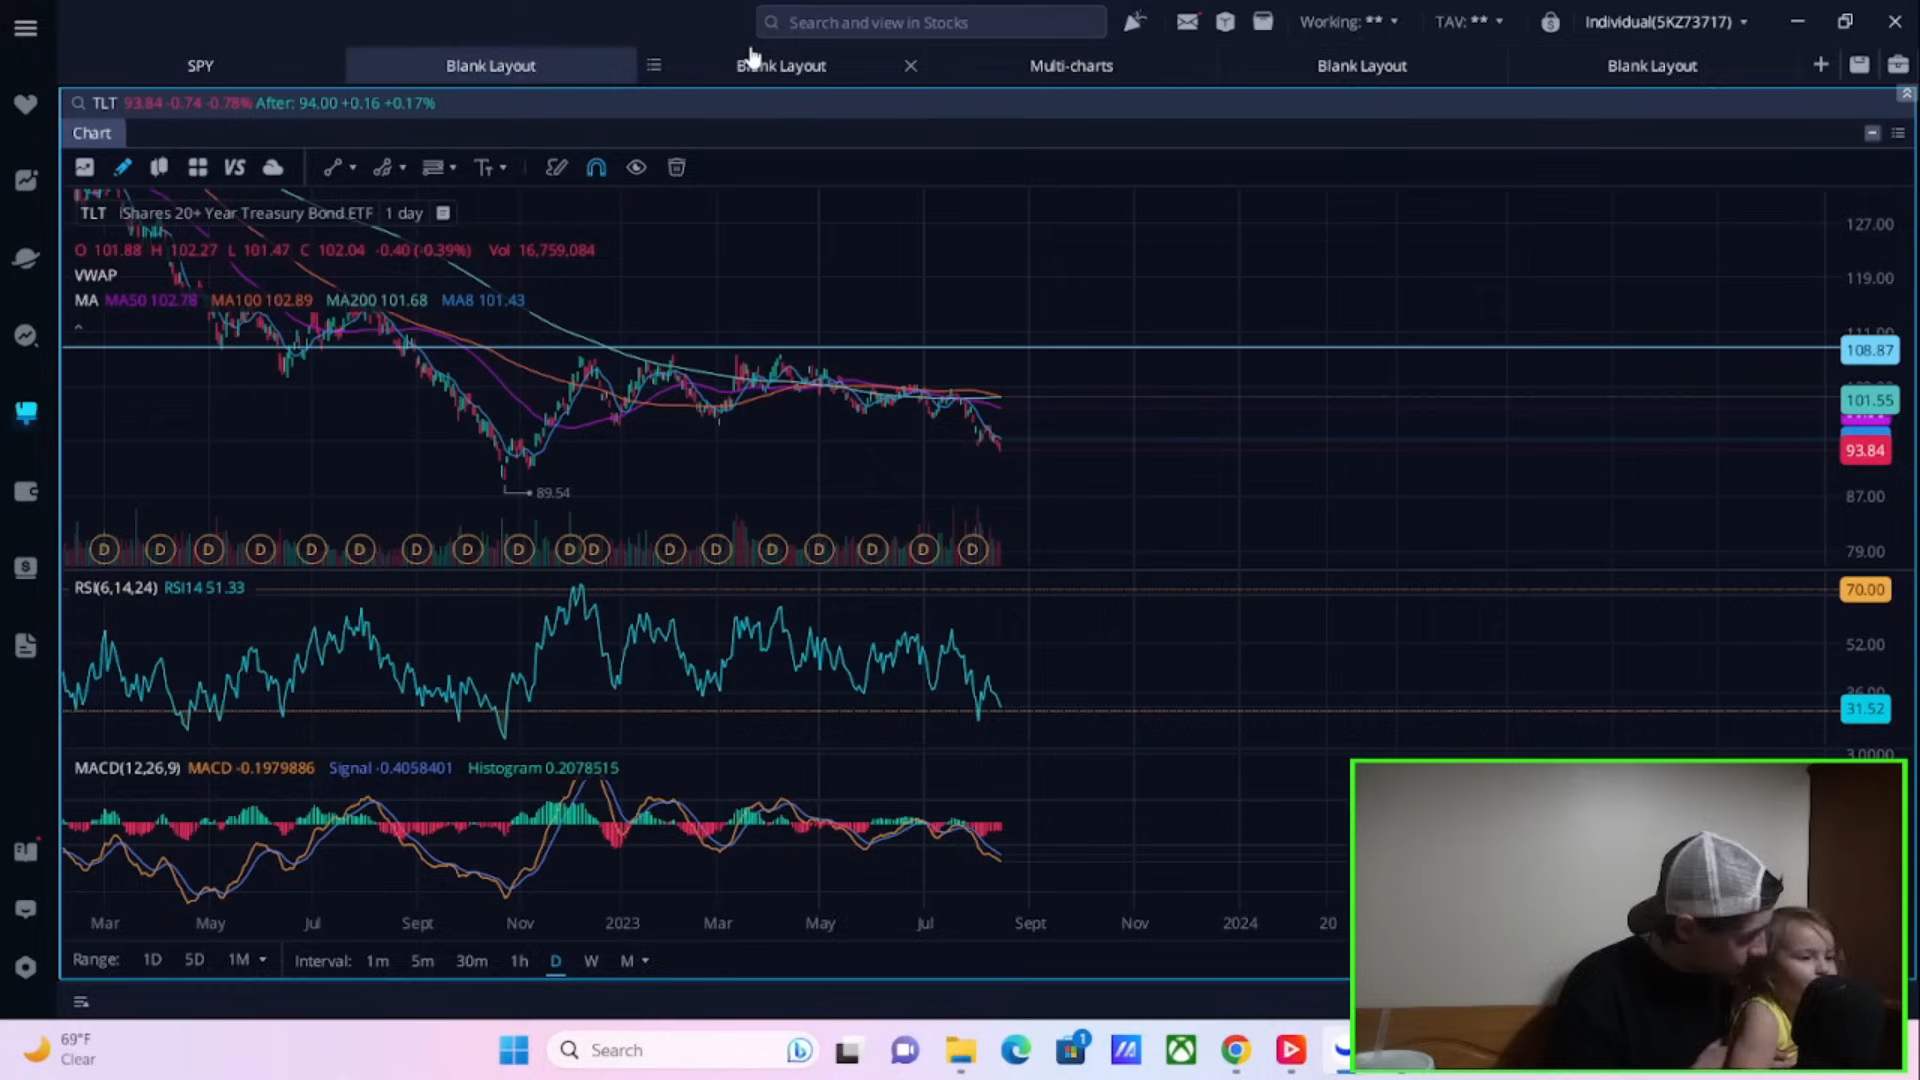 Search and view in Stocks
Working: **
TAV: **
Individual(5KZ73717)
SPY
Blank Layout
Blank Layout
Multi-charts
Blank Layout
Blank Layout
TLT 93.84 -0.74 -0.78% After: 94.00 +0.16 +0.17%
Chart
VS
TLT iShares 20+ Year Treasury Bond ETF 1 day
O 101.88 H 102.27 L 101.47 C 102.04 -0.40 (-0.39%) Vol 16,759,084
VWAP
MA MA50 102.78 MA100 102.89 MA200 101.68 MA8 101.43
127.00
119.00
111.00
108.87
101.55
93.84
89.54
87.00
79.00
D D D D D D D D D D D D D D D D D D
RSI(6,14,24) RSI14 51.33
70.00
52.00
31.52
MACD(12,26,9) MACD -0.1979886 Signal -0.4058401 Histogram 0.2078515
3.0000
Mar May Jul Sept Nov 2023 Mar May Jul Sept Nov 2024 20
Range: 1D 5D 1M Interval: 1m 5m 30m 1h D W M
69°F
Clear
Search
1